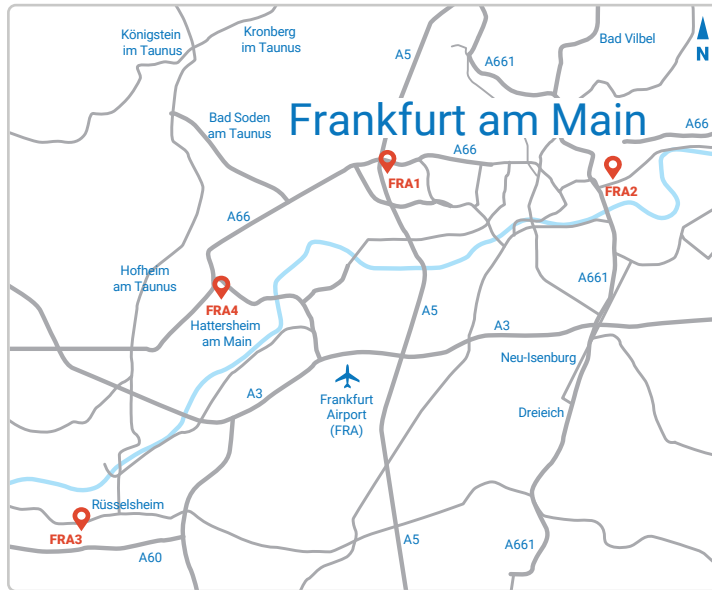 Königstein
im Taunus
Kronberg
im Taunus
A5
A661
Bad Vilbel
N
Bad Soden
am Taunus
Frankfurt am Main
A66
A66
FRA1
FRA2
A66
Hofheim
am Taunus
A661
FRA4
Hattersheim
am Main
A5
A3
Neu-Isenburg
A3
Frankfurt
Airport
(FRA)
Dreieich
Rüsselsheim
FRA3
A60
A5
A661